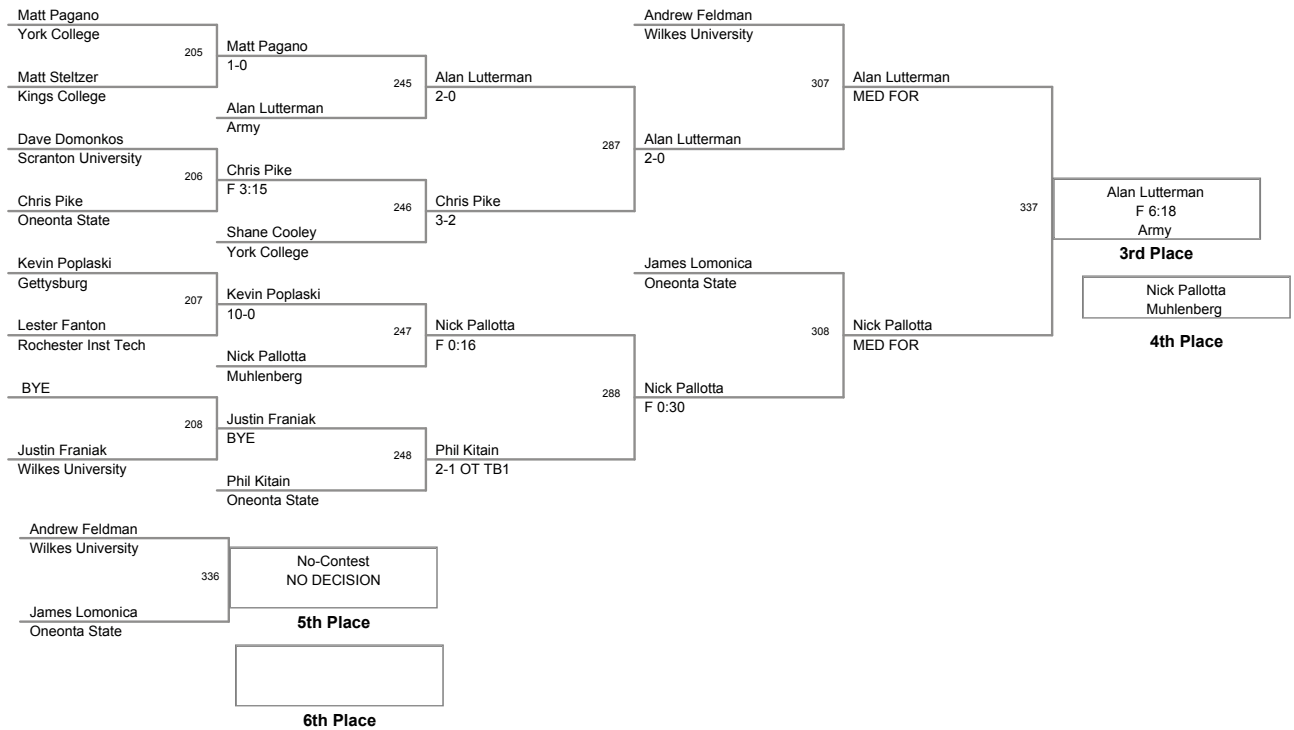 Matt Pagano
York College
205
Matt Steltzer
Kings College
Dave Domonkos
Scranton University
206
Chris Pike
Oneonta State
Kevin Poplaski
Gettysburg
207
Lester Fanton
Rochester Inst Tech
BYE
208
Justin Franiak
Wilkes University
Matt Pagano
1-0
245
Alan Lutterman
Army
Chris Pike
F 3:15
246
Shane Cooley
York College
Kevin Poplaski
10-0
247
Nick Pallotta
Muhlenberg
Justin Franiak
BYE
248
Phil Kitain
Oneonta State
Alan Lutterman
2-0
287
Chris Pike
3-2
Nick Pallotta
F 0:16
288
Phil Kitain
2-1 OT TB1
Andrew Feldman
Wilkes University
307
Alan Lutterman
2-0
James Lomonica
Oneonta State
308
Nick Pallotta
F 0:30
Alan Lutterman
MED FOR
337
Nick Pallotta
MED FOR
Alan Lutterman
F 6:18
Army
3rd Place
Nick Pallotta
Muhlenberg
4th Place
Andrew Feldman
Wilkes University
336
James Lomonica
Oneonta State
No-Contest
NO DECISION
5th Place
6th Place